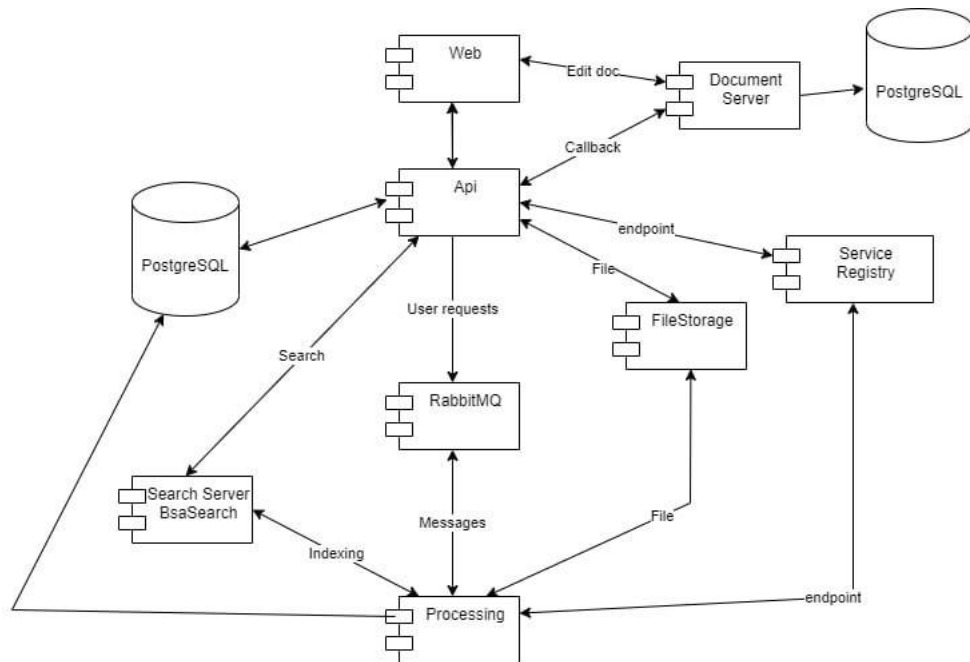 Web
Edit doc
Document
Server
PostgreSQL
Callback
Api
endpoint
Service
Registry
PostgreSQL
File
User requests
FileStorage
Search
RabbitMQ
Search Server
BsaSearch
Messages
File
Indexing
endpoint
Processing